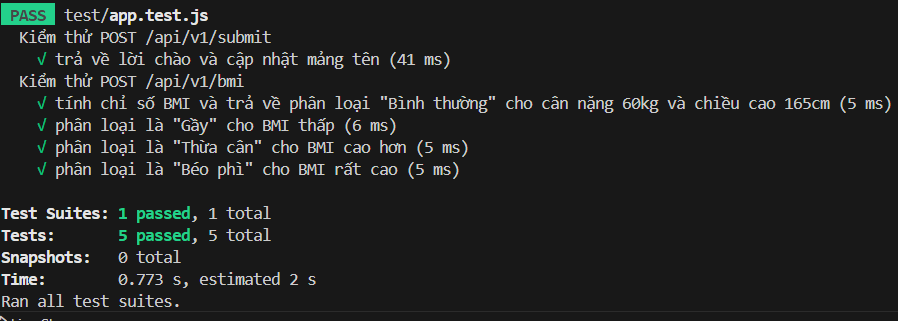 PASS test/app.test.js
Kiểm thử POST /api/v1/submit
√ trả về lời chào và cập nhật mảng tên (41 ms)
Kiểm thử POST /api/v1/bmi
√ tính chỉ số BMI và trả về phân loại "Bình thường" cho cân nặng 60kg và chiều cao 165cm (5 ms)
√ phân loại là "Gầy" cho BMI thấp (6 ms)
√ phân loại là "Thừa cân" cho BMI cao hơn (5 ms)
√ phân loại là "Béo phì" cho BMI rất cao (5 ms)
Test Suites: 1 passed, 1 total
Tests: 5 passed, 5 total
Snapshots: 0 total
Time: 0.773 s, estimated 2 s
Ran all test suites.